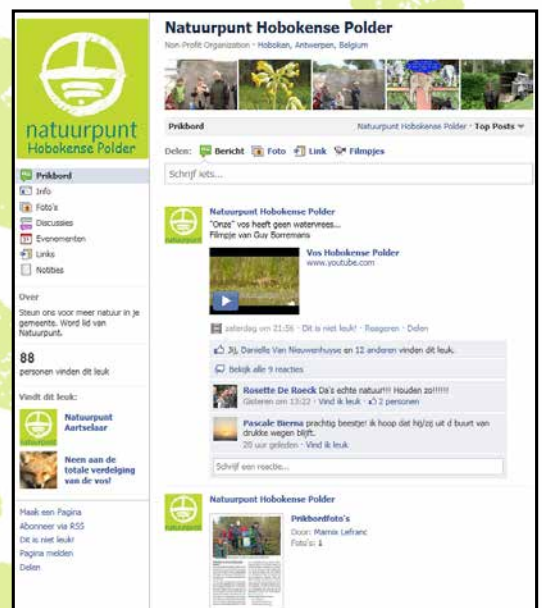 natuurpunt
Hobokense Polder
Prikbord
Info
Foto's
Discussies
Evenementen
Links
Notities
Over
Steun ons voor meer natuur in je
gemeente. Word lid van
Natuurpunt.
88
personen vinden dit leuk
Vindt dit leuk:
Natuurpunt
Aartselaar
Neen aan de
totale verdelging
van de vos!
Maak een Pagina
Abonneer via RSS
Dit is niet leuk!
Pagina melden
Delen
Natuurpunt Hobokense Polder
Non-Profit Organization · Hoboken, Antwerpen, Belgium
Prikbord
Natuurpunt Hobokense Polder · Top Posts
Delen: Bericht Foto Link Filmpjes
Schrijf iets...
Natuurpunt Hobokense Polder
"Onze" vos heeft geen watervrees...
Filmpje van Guy Borremans
Vos Hobokense Polder
www.youtube.com
zaterdag om 21:56 · Dit is niet leuk! · Reageren · Delen
Jij, Danielle Van Nieuwenhuyse en 12 anderen vinden dit leuk.
Bekijk alle 9 reacties
Rosette De Roeck Da's echte natuur!!! Houden zo!!!!!!
Gisteren om 13:22 · Vind ik leuk · 2 personen
Pascale Bierna prachtig beestje! ik hoop dat hij/zij uit d buurt van
drukke wegen blijft.
20 uur geleden · Vind ik leuk
Schrijf een reactie...
Natuurpunt Hobokense Polder
Prikbordfoto's
Door: Marnix Lefranc
Foto's: 1